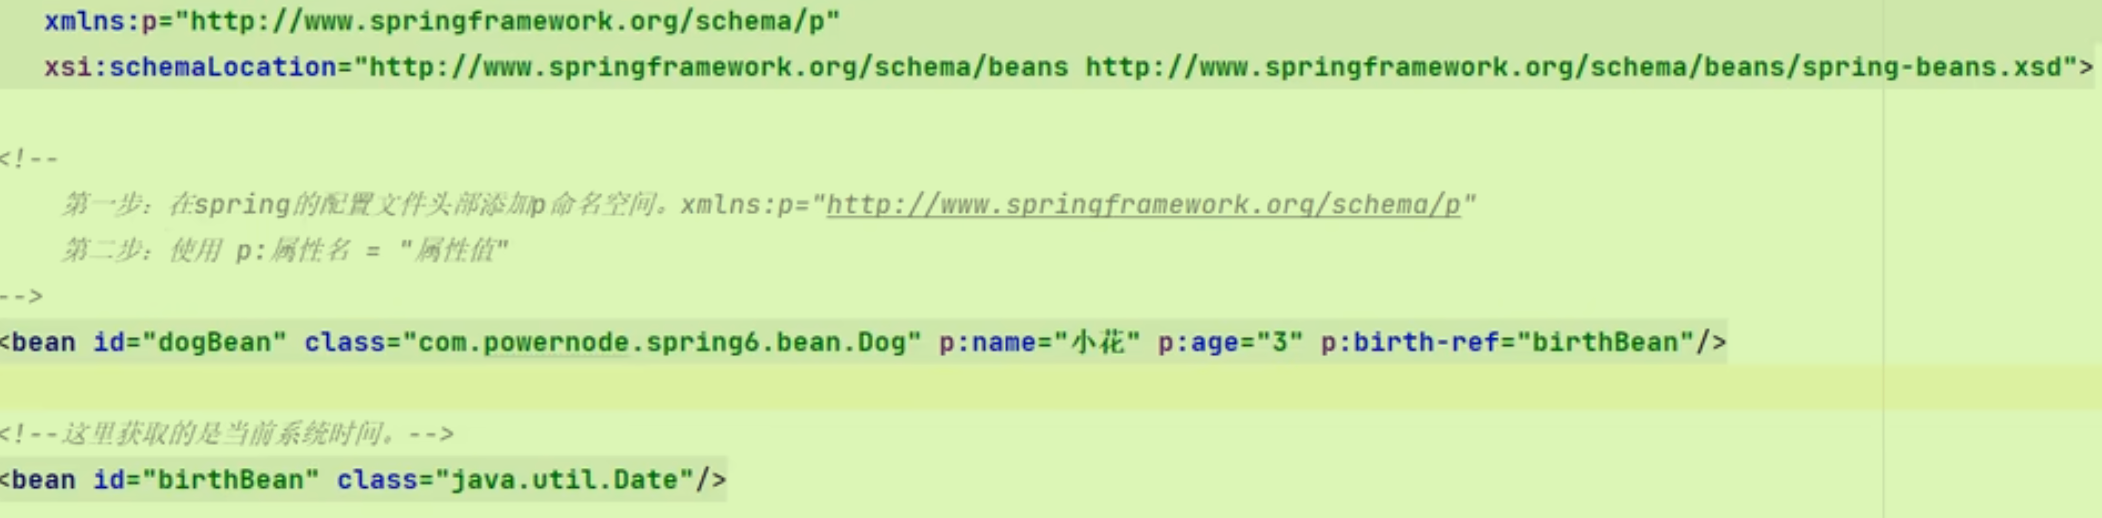 xmlns:p="http://www.springframework.org/schema/p"
xsi:schemaLocation="http://www.springframework.org/schema/beans http://www.springframework.org/schema/beans/spring-beans.xsd">
<!--
第一步：在spring的配置文件头部添加p命名空间。xmlns:p="http://www.springframework.org/schema/p"
第二步：使用 p:属性名 = "属性值"
-->
<bean id="dogBean" class="com.powernode.spring6.bean.Dog" p:name="小花" p:age="3" p:birth-ref="birthBean"/>
<!--这里获取的是当前系统时间。-->
<bean id="birthBean" class="java.util.Date"/>